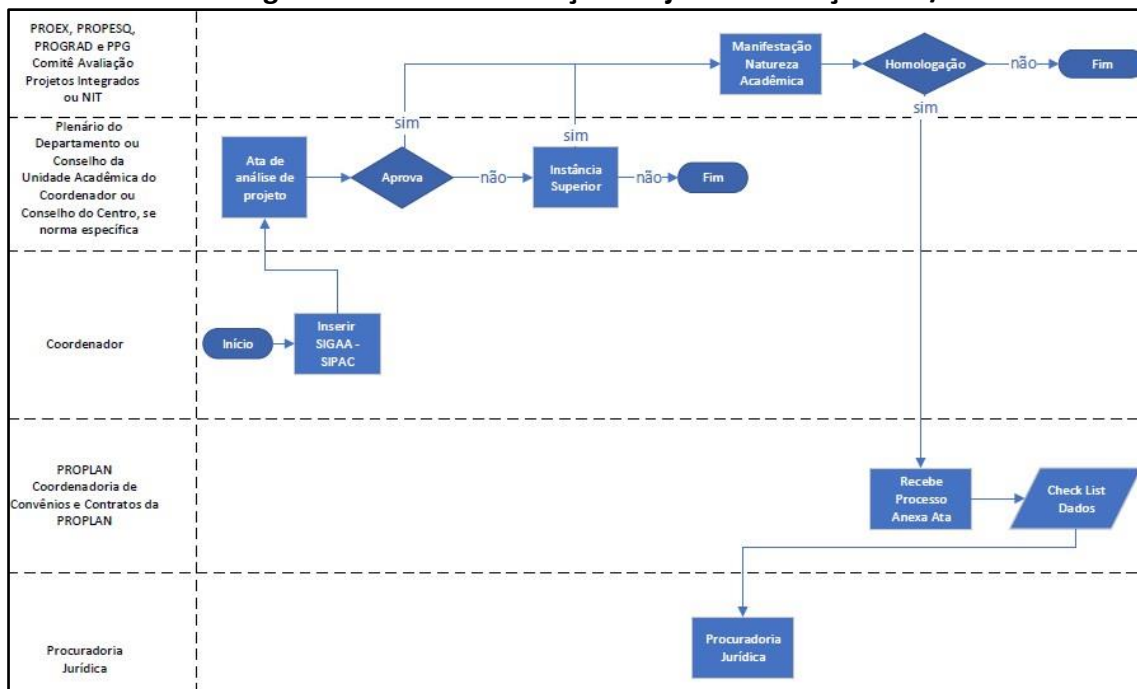 PROEX, PROPESQ,
PROGRAD e PPG
Comitê Avaliação
Projetos Integrados
ou NIT
Manifestação
Natureza
Acadêmica
Homologação
não
Fim
sim
sim
sim
Plenário do
Departamento ou
Conselho da
Unidade Acadêmica do
Coordenador ou
Conselho do Centro, se
norma específica
Ata de
análise de
projeto
Aprova
não
Instância
Superior
não
Fim
Coordenador
Início
Inserir
SIGAA -
SIPAC
PROPLAN
Coordenadoria de
Convênios e Contratos da
PROPLAN
Recebe
Processo
Anexa Ata
Check List
Dados
Procuradoria
Jurídica
Procuradoria
Jurídica